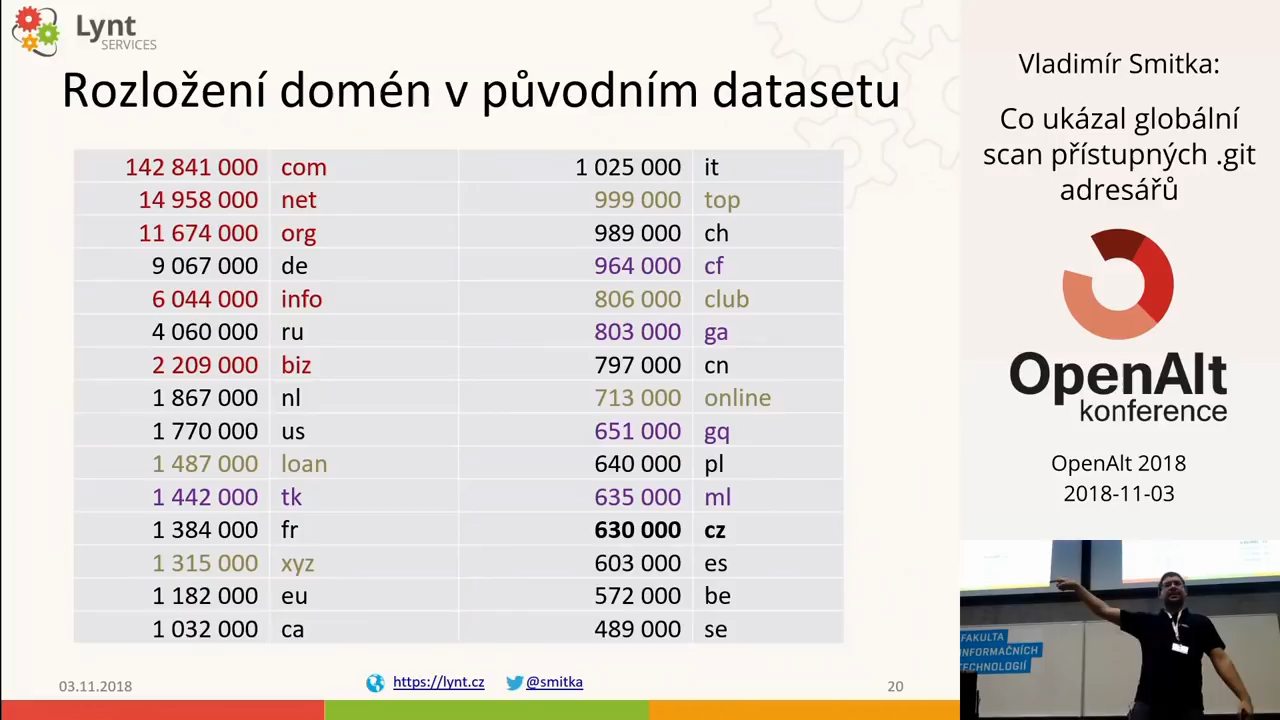 Lynt
SERVICES
Rozložení domén v původním datasetu
142 841 000 com 1 025 000 it
14 958 000 net 999 000 top
11 674 000 org 989 000 ch
9 067 000 de 964 000 cf
6 044 000 info 806 000 club
4 060 000 ru 803 000 ga
2 209 000 biz 797 000 cn
1 867 000 nl 713 000 online
1 770 000 us 651 000 gq
1 487 000 loan 640 000 pl
1 442 000 tk 635 000 ml
1 384 000 fr 630 000 cz
1 315 000 xyz 603 000 es
1 182 000 eu 572 000 be
1 032 000 ca 489 000 se
03.11.2018 https://lynt.cz @smitka 20
Vladimír Smitka:
Co ukázal globální
scan přístupných .git
adresářů
OpenAlt
konference
OpenAlt 2018
2018-11-03
FAKULTA
INFORMAČNÍCH
TECHNOLOGIÍ